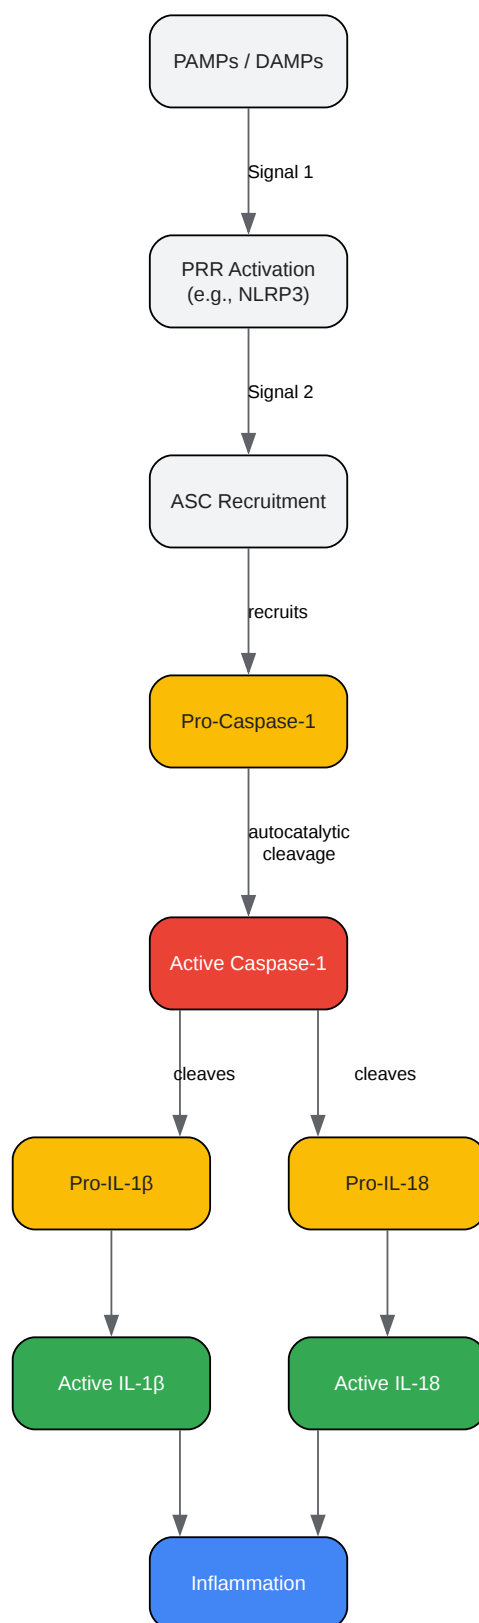 PAMPs / DAMPs
Signal 1
PRR Activation
(e.g., NLRP3)
Signal 2
ASC Recruitment
recruits
Pro-Caspase-1
autocatalytic
cleavage
Active Caspase-1
cleaves
cleaves
Pro-IL-1β
Pro-IL-18
Active IL-1β
Active IL-18
Inflammation